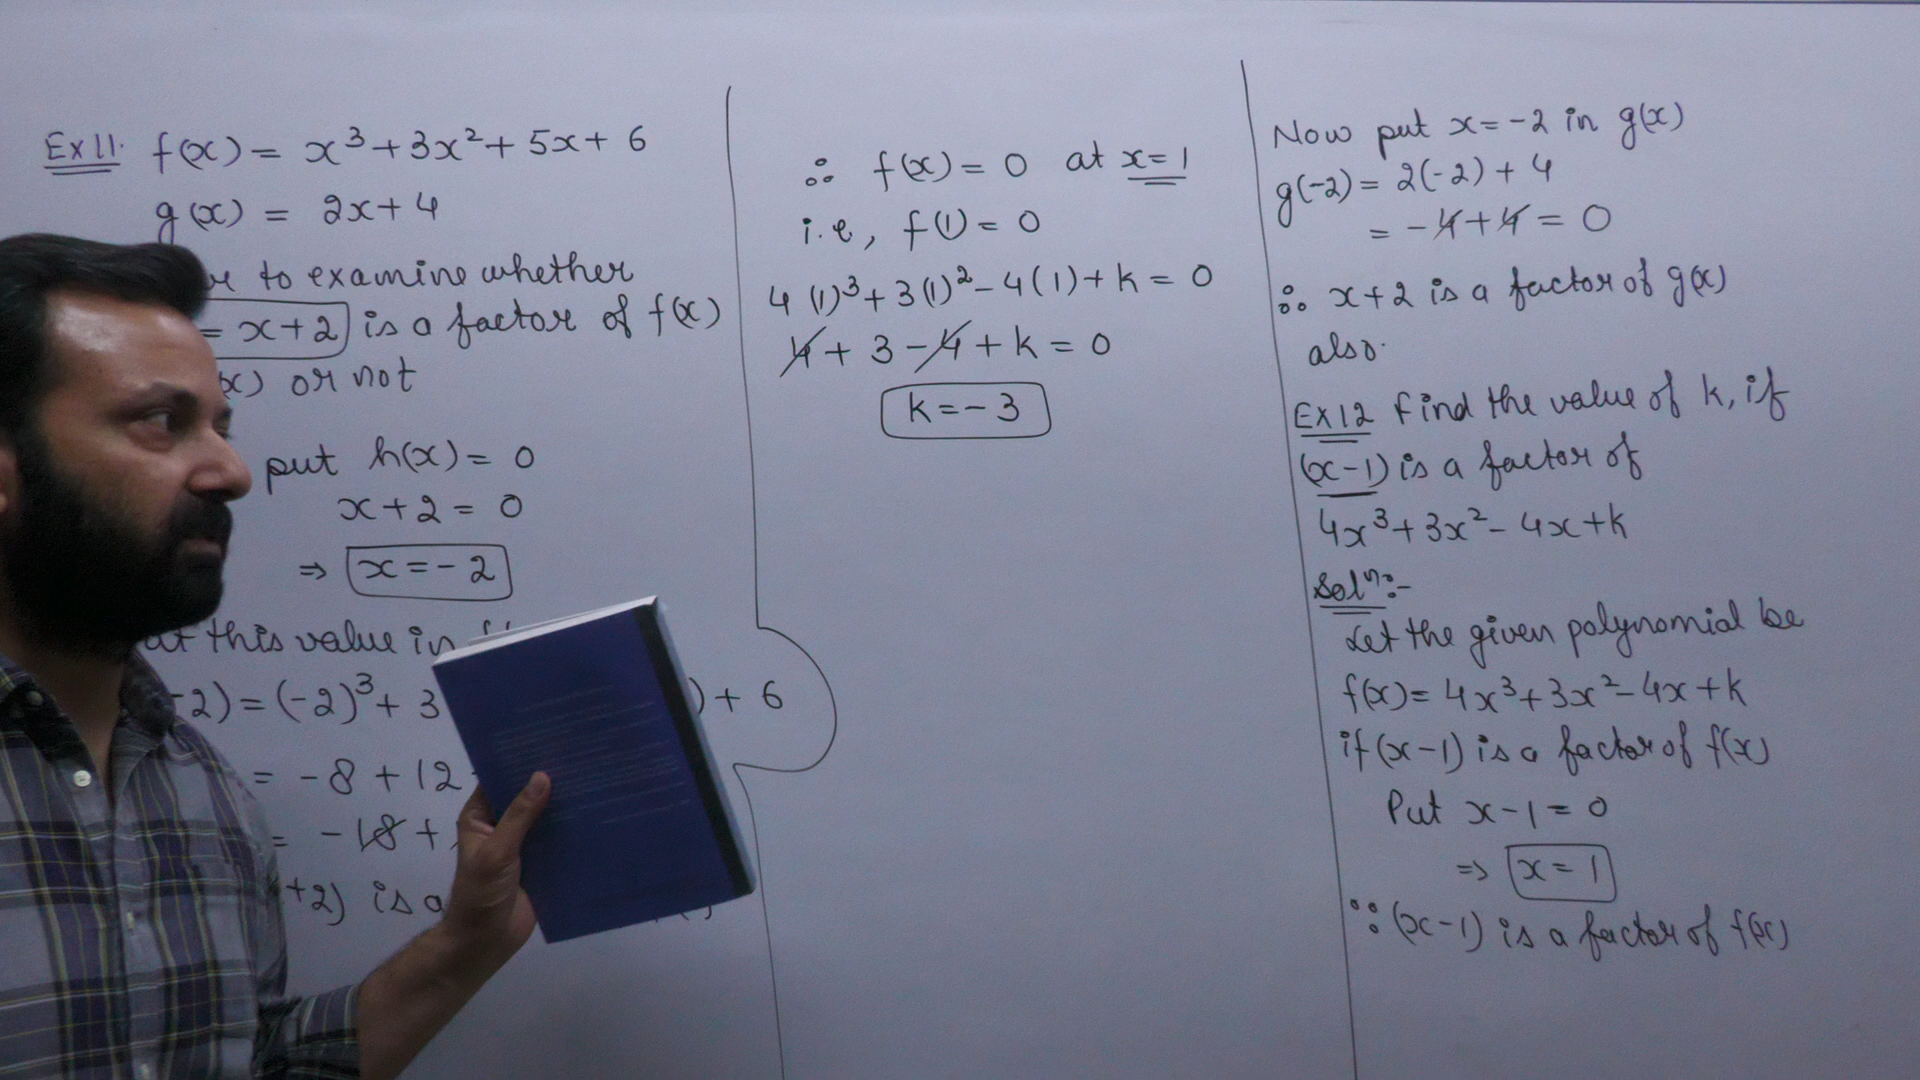 Ex 11. f(x) = x³ + 3x² + 5x + 6
g(x) = 2x + 4
to examine whether
= x + 2 is a factor of f(x)
x) or not
put h(x) = 0
x + 2 = 0
⇒ x = -2
this value in
-2) = (-2)³ + 3 ) + 6
= -8 + 12
= -18 +
+2) is a
∴ f(x) = 0 at x = 1
i.e, f(1) = 0
4 (1)³ + 3(1)² - 4(1) + k = 0
4 + 3 - 4 + k = 0
k = -3
Now put x = -2 in g(x)
g(-2) = 2(-2) + 4
= -4 + 4 = 0
∴ x + 2 is a factor of g(x)
also.
Ex 12 Find the value of k, if
(x - 1) is a factor of
4x³ + 3x² - 4x + k
Solⁿ:-
Let the given polynomial be
f(x) = 4x³ + 3x² - 4x + k
if (x - 1) is a factor of f(x)
Put x - 1 = 0
⇒ x = 1
∵ (x - 1) is a factor of f(x)